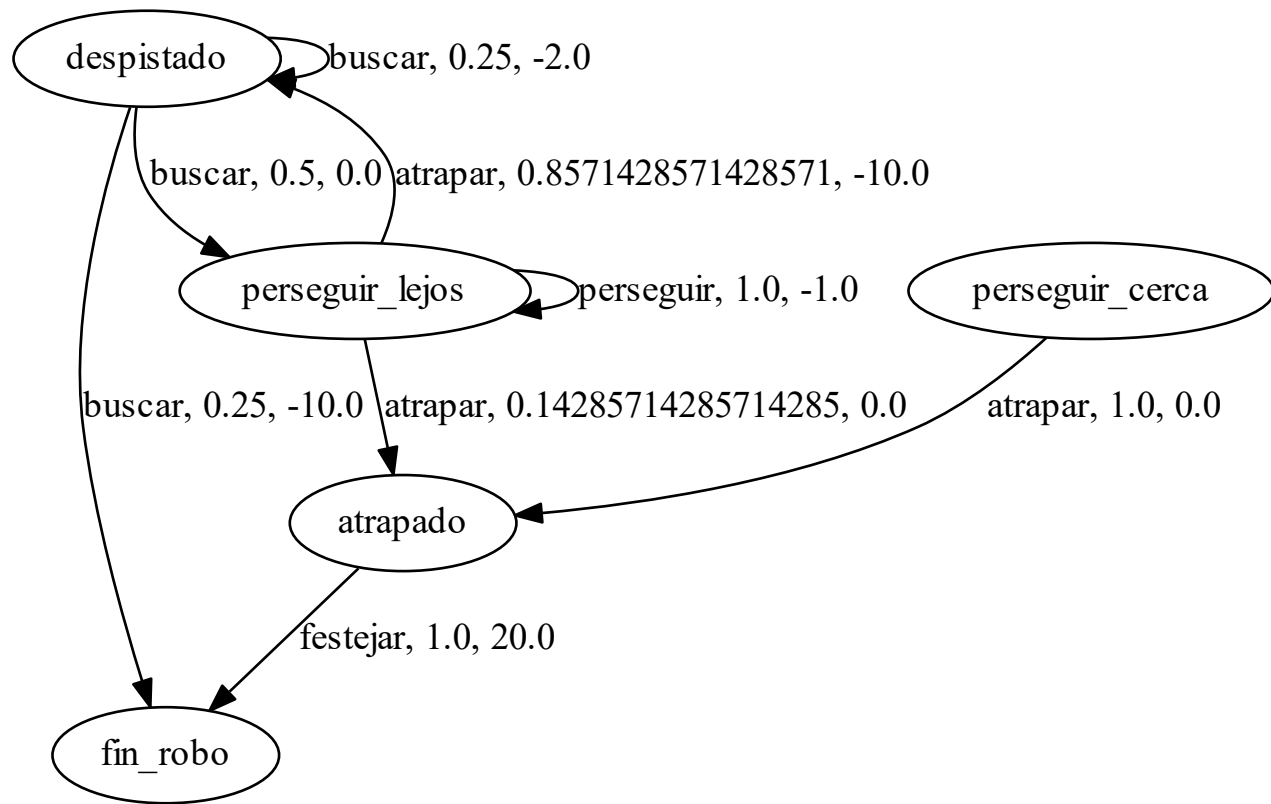 despistado
buscar, 0.25, -2.0
buscar, 0.5, 0.0
atrapar, 0.8571428571428571, -10.0
perseguir_lejos
perseguir, 1.0, -1.0
perseguir_cerca
buscar, 0.25, -10.0
atrapar, 0.14285714285714285, 0.0
atrapar, 1.0, 0.0
atrapado
festejar, 1.0, 20.0
fin_robo